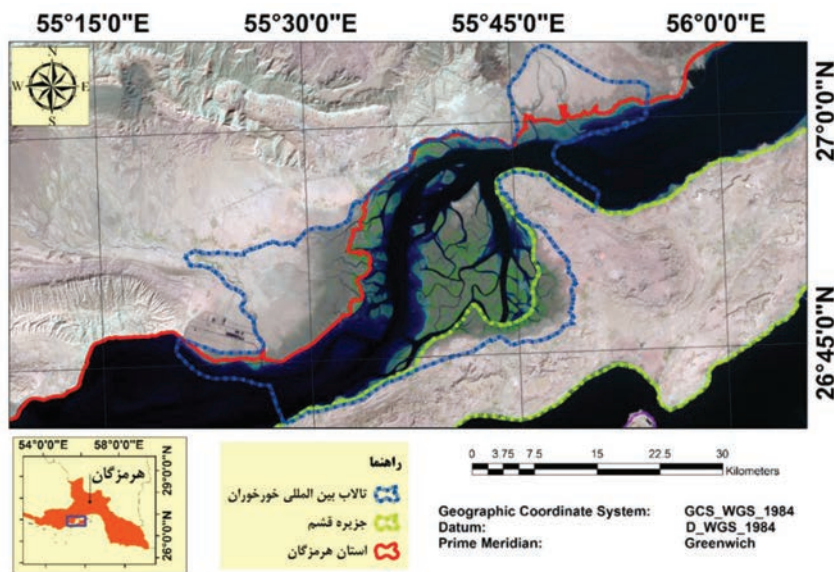 55°15'0"E 55°30'0"E 55°45'0"E 56°0'0"E
N
W E
S
27°0'0"N
26°45'0"N
54°0'0"E 58°0'0"E
هرمزگان
29°0'0"N
26°0'0"N
راهنما
تالاب بین المللی خورخوران
جزیره قشم
استان هرمزگان
0 3.75 7.5 15 22.5 30
Kilometers
Geographic Coordinate System: GCS_WGS_1984
Datum: D_WGS_1984
Prime Meridian: Greenwich